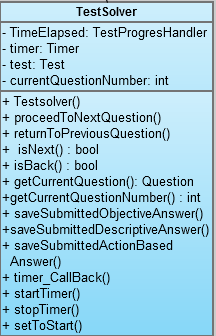 TestSolver
- TimeElapsed: TestProgresHandler
- timer: Timer
- test: Test
- currentQuestionNumber: int
+ Testsolver()
+ proceedToNextQuestion()
+ returnToPreviousQuestion()
+ isNext() : bool
+ isBack() : bool
+ getCurrentQuestion(): Question
+getCurrentQuestionNumber() : int
+ saveSubmittedObjectiveAnswer()
+saveSubmittedDescriptiveAnswer()
+ saveSubmittedActionBased
Answer()
+ timer_CallBack()
+ startTimer()
+ stopTimer()
+ setToStart()